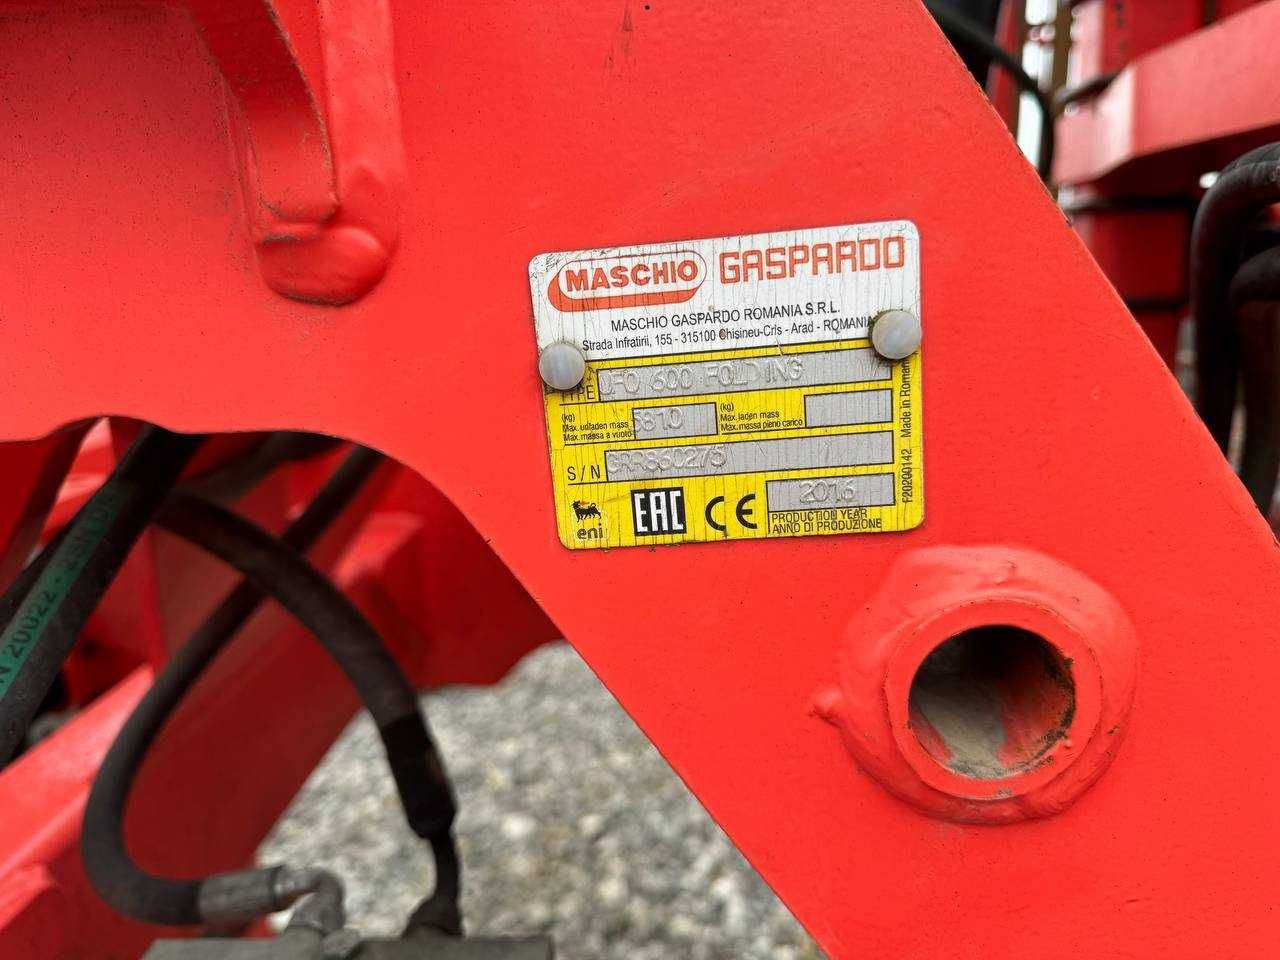 MASCHIO GASPARDO
MASCHIO GASPARDO ROMANIA S.R.L.
Strada Infratirii, 155 - 315100 Chisineu-Cris - Arad - ROMANIA
TYPE UFO 600 FOLDING
(kg)
Max. unladen mass
Max. massa a vuoto
5810
(kg)
Max. laden mass
Max. massa pieno carico
S/N GRR860275
eni EAC CE
2016
PRODUCTION YEAR
ANNO DI PRODUZIONE
F20200142 Made in Romania
N 20022 - 2SN D